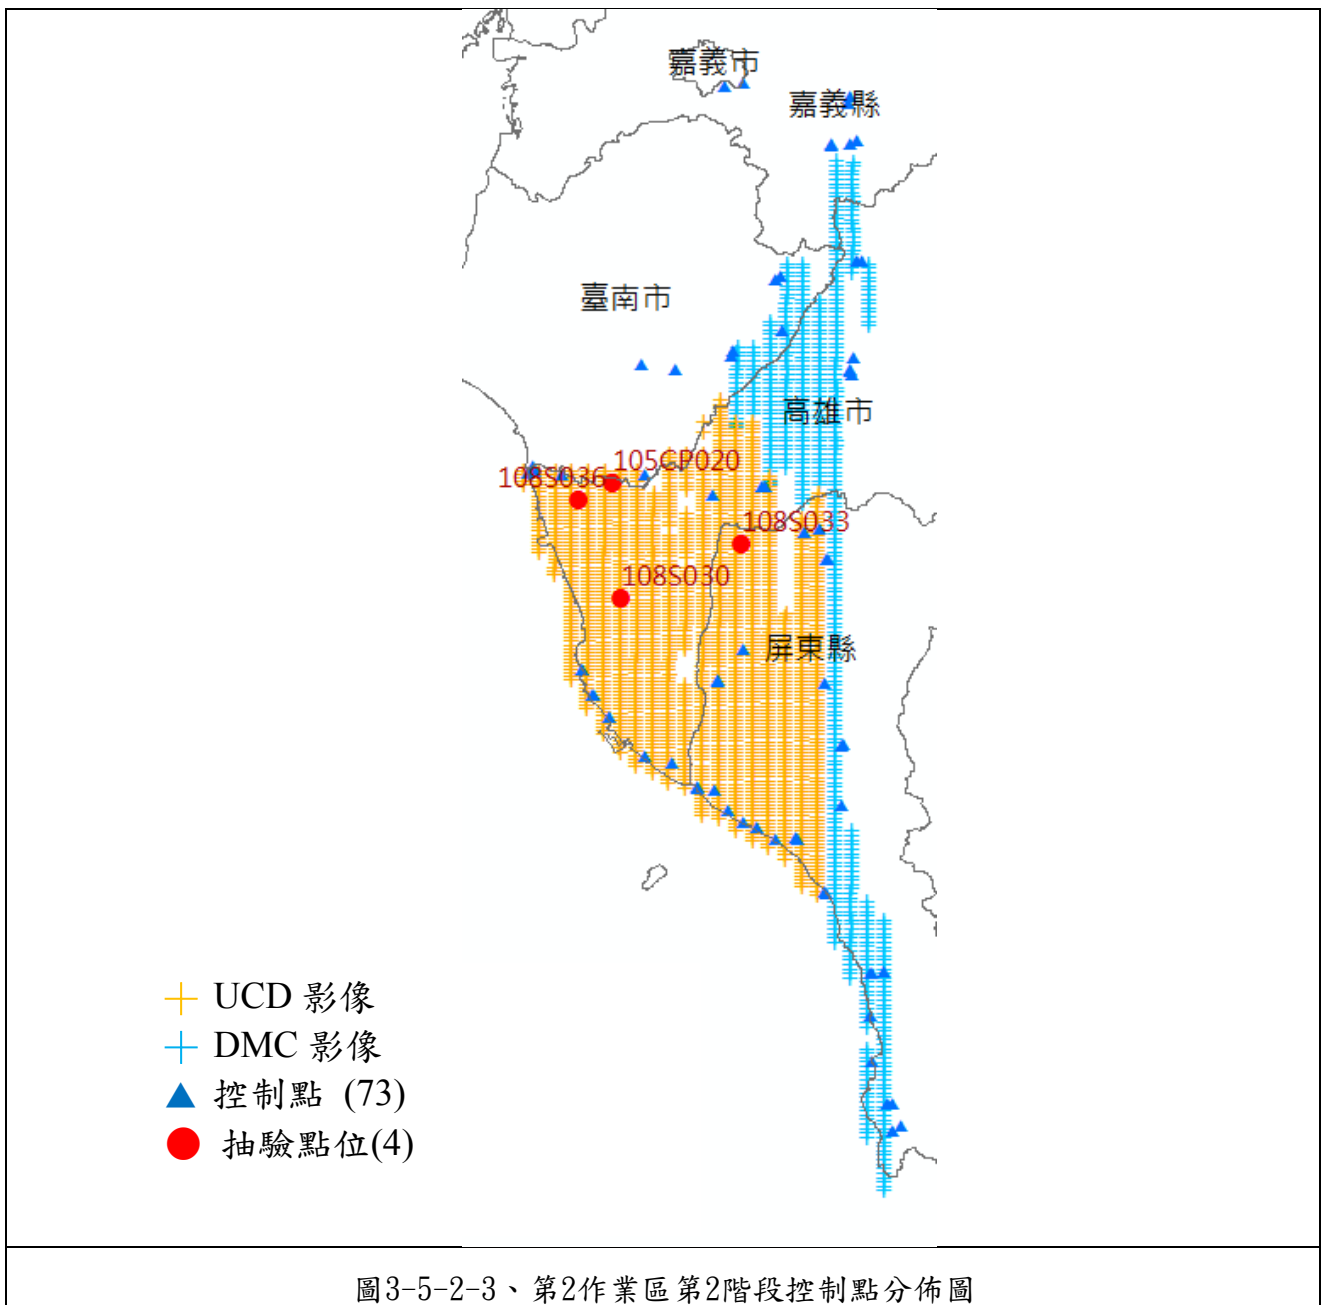 嘉義市
嘉義縣
臺南市
高雄市
105CP020
108S036
108S033
108S030
屏東縣
UCD 影像
DMC 影像
控制點 (73)
抽驗點位(4)
圖3-5-2-3、第2作業區第2階段控制點分佈圖